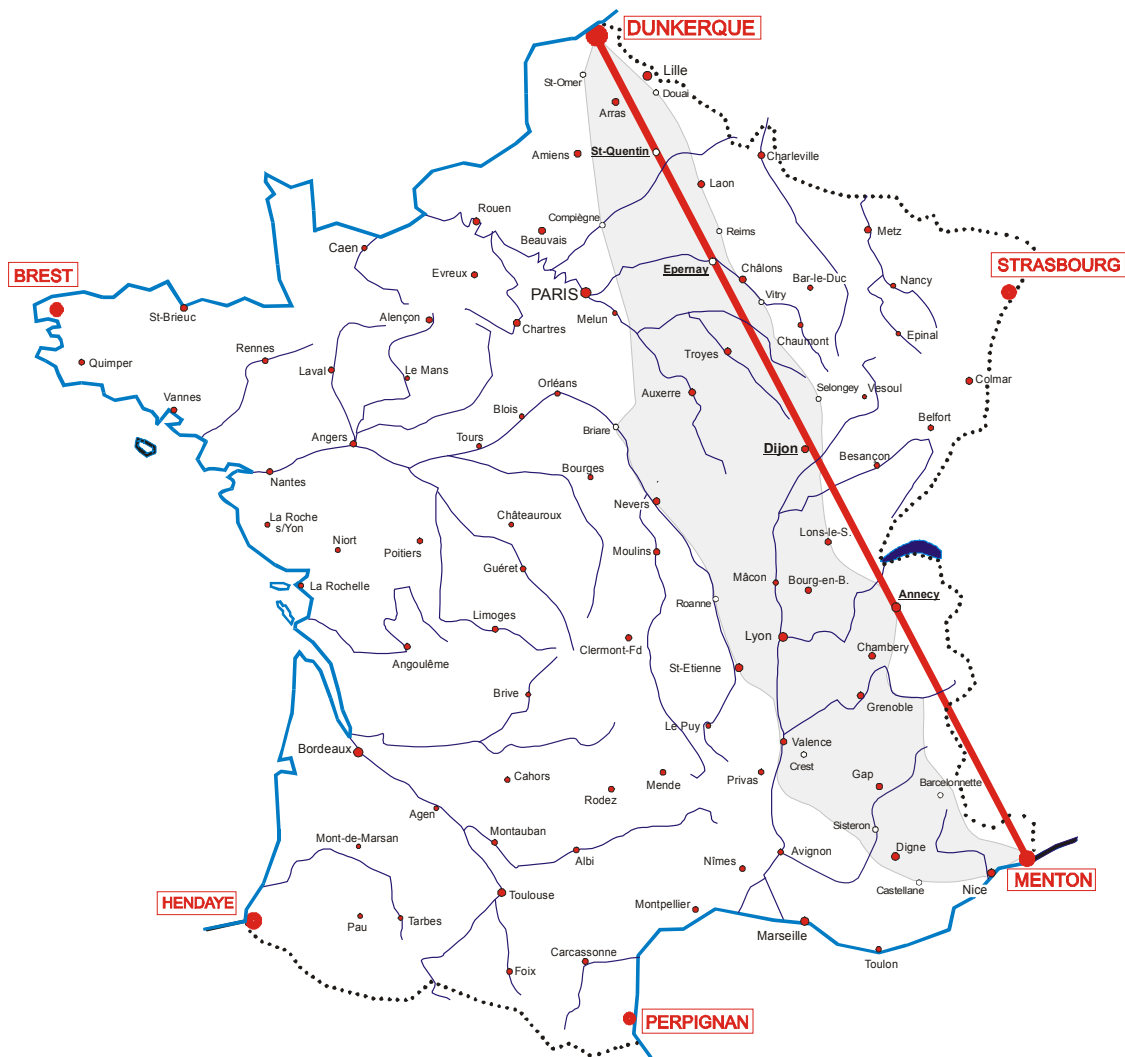 DUNKERQUE
Lille
St-Omer
Douai
Arras
Amiens
St-Quentin
Charleville
Laon
Rouen
Compiègne
Beauvais
Reims
Metz
Caen
Evreux
Epernay
Châlons
Bar-le-Duc
Nancy
STRASBOURG
BREST
PARIS
Vitry
St-Brieuc
Alençon
Chartres
Melun
Chaumont
Epinal
Quimper
Rennes
Laval
Le Mans
Troyes
Orléans
Auxerre
Selongey
Vesoul
Colmar
Vannes
Blois
Briare
Belfort
Angers
Tours
Dijon
Besançon
Nantes
Bourges
Nevers
La Roche
s/Yon
Châteauroux
Niort
Poitiers
Moulins
Lons-le-S.
La Rochelle
Guéret
Mâcon
Bourg-en-B.
Annecy
Roanne
Limoges
Lyon
Clermont-Fd
Angoulême
Chambery
St-Etienne
Brive
Grenoble
Le Puy
Bordeaux
Valence
Crest
Cahors
Mende
Privas
Gap
Barcelonnette
Rodez
Agen
Sisteron
Mont-de-Marsan
Montauban
Albi
Avignon
Digne
Nîmes
MENTON
Castellane
Nice
HENDAYE
Toulouse
Pau
Tarbes
Montpellier
Marseille
Carcassonne
Toulon
Foix
PERPIGNAN